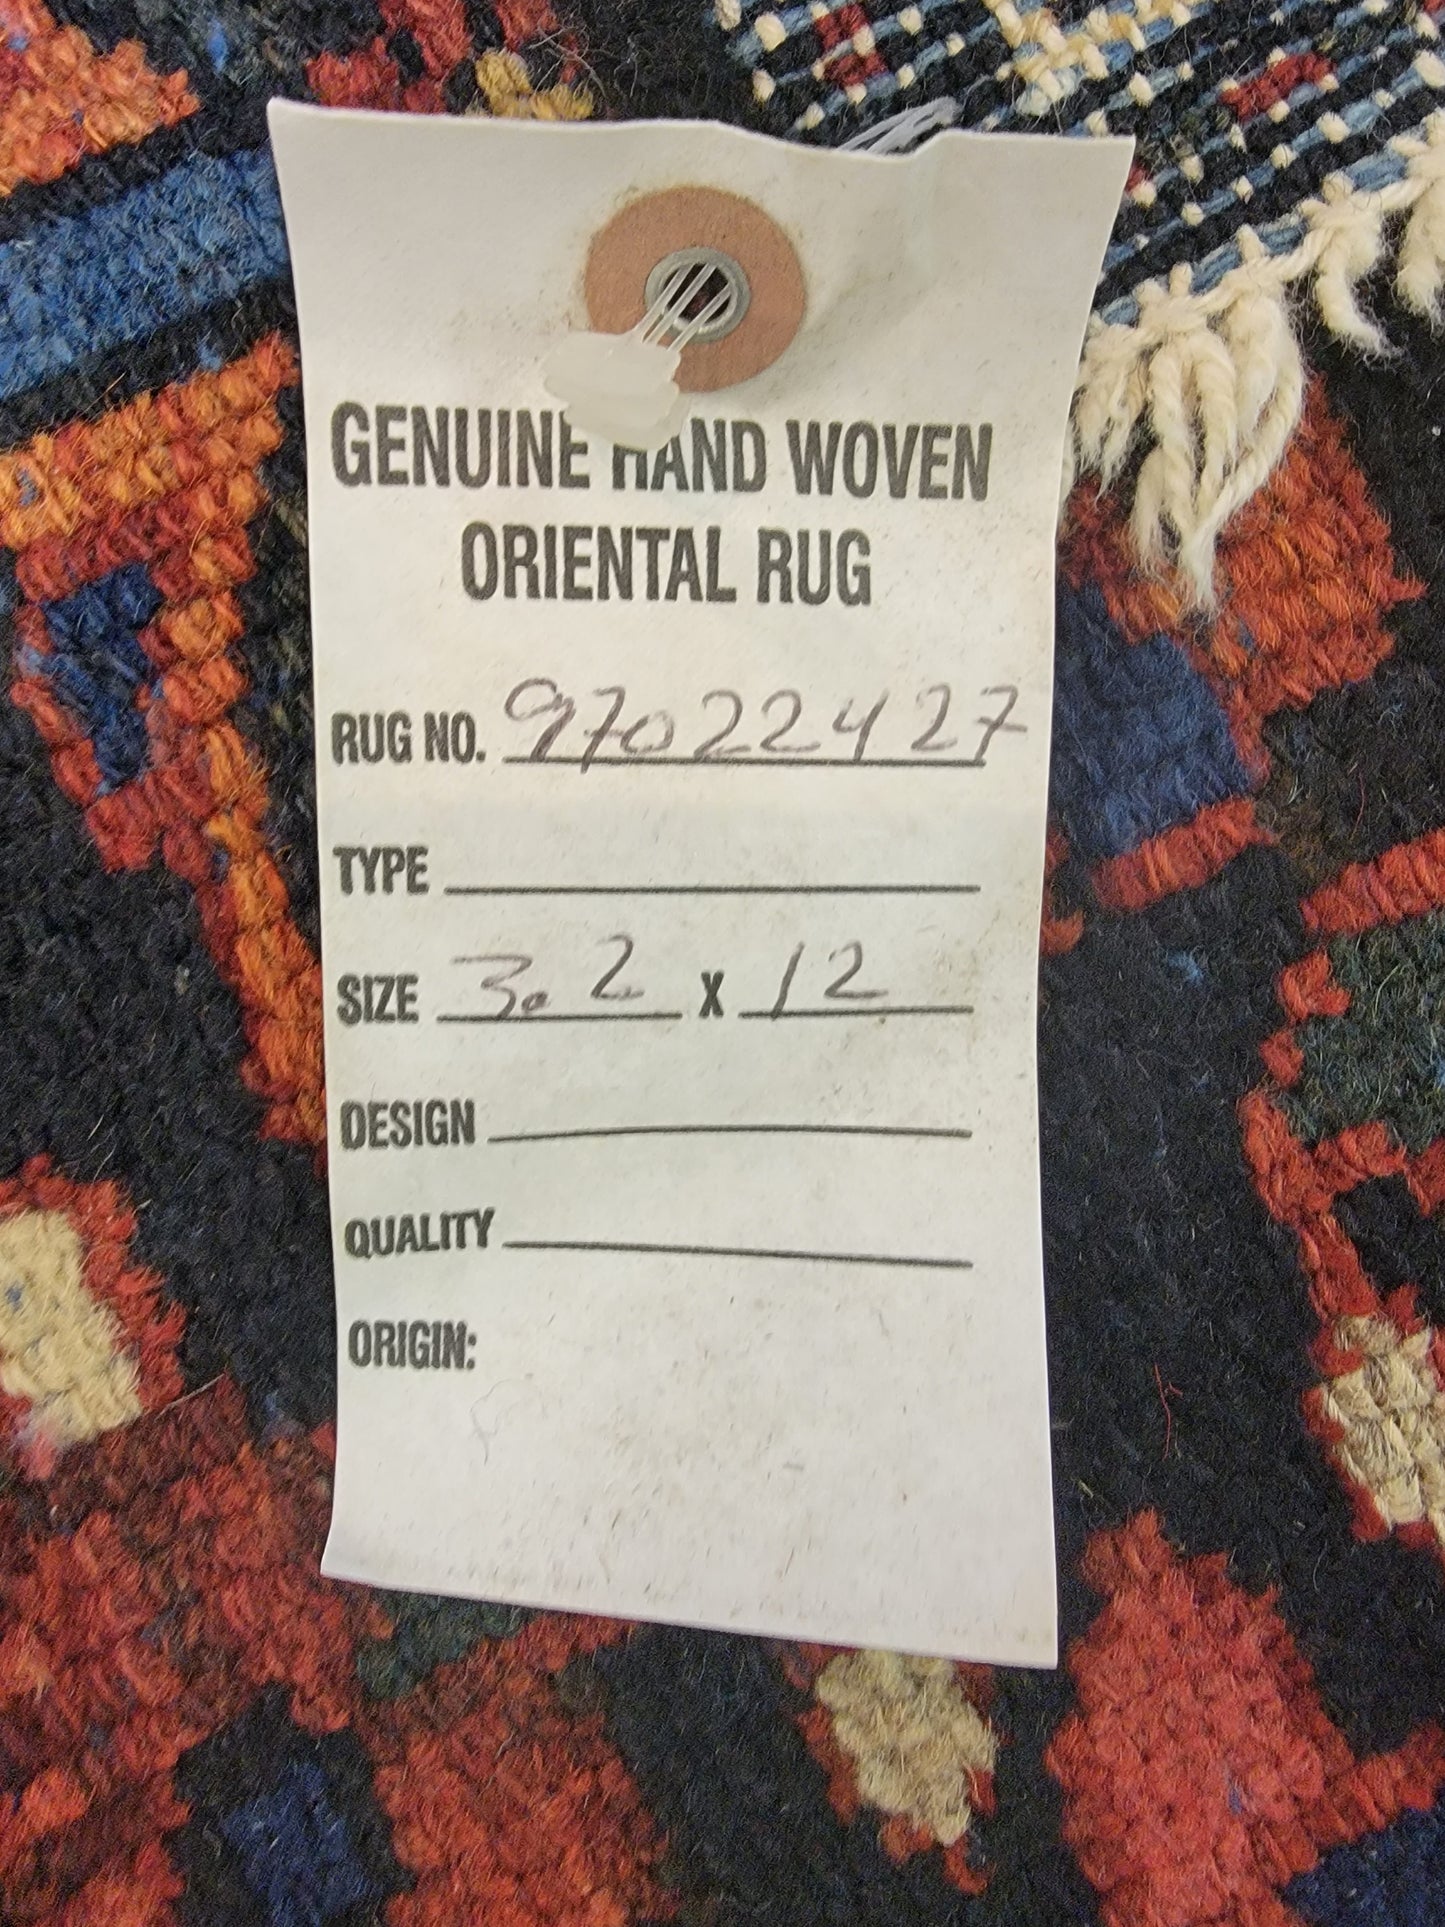 GENUINE HAND WOVEN
ORIENTAL RUG
RUG NO. 97022427
TYPE
SIZE 3.2 X 12
DESIGN
QUALITY
ORIGIN: